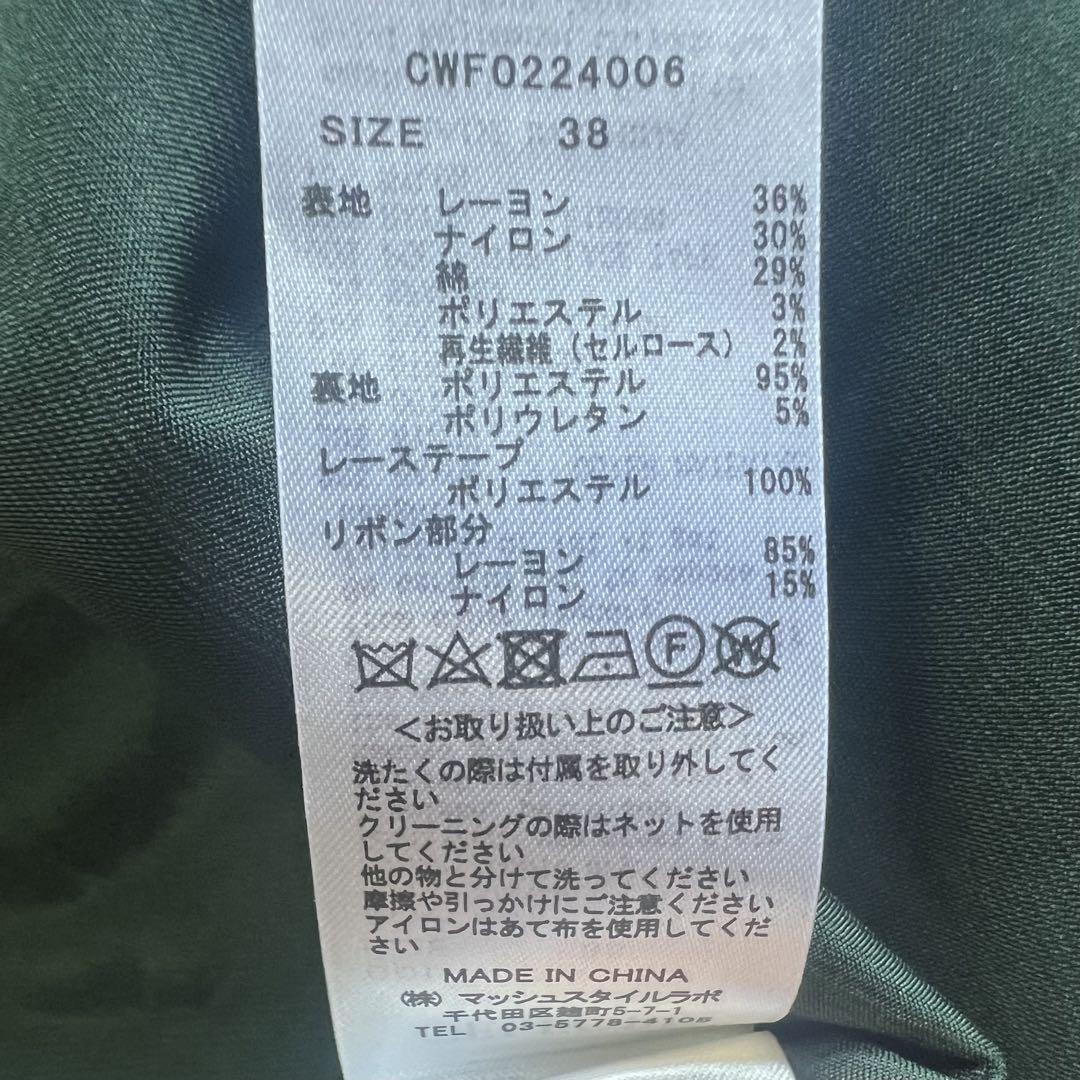 CWF0224006
SIZE 38
表地 レーヨン 36%
ナイロン 30%
綿 29%
ポリエステル 3%
再生繊維(セルロース) 2%
裏地 ポリエステル 95%
ポリウレタン 5%
レーステープ
ポリエステル 100%
リボン部分
レーヨン 85%
ナイロン 15%
F W
<お取り扱い上のご注意>
洗たくの際は付属を取り外してく
ださい
クリーニングの際はネットを使用
してください
他の物と分けて洗ってください
摩擦や引っかけにご注意ください
アイロンはあて布を使用してくだ
さい
MADE IN CHINA
(株) マッシュスタイルラボ
千代田区麹町5-7-1
TEL 03-5778-4105